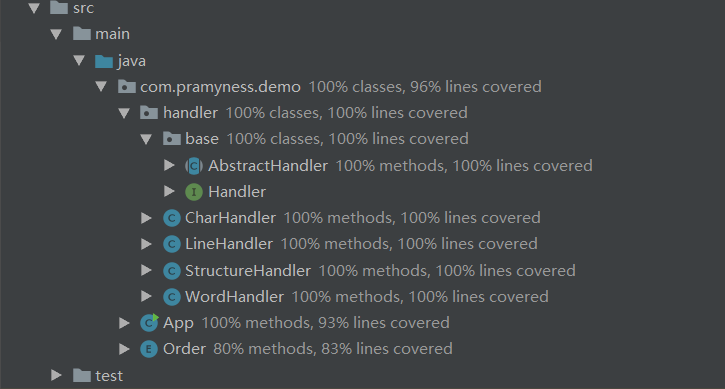 src
main
java
com.pramyness.demo 100% classes, 96% lines covered
handler 100% classes, 100% lines covered
base 100% classes, 100% lines covered
C AbstractHandler 100% methods, 100% lines covered
I Handler
C CharHandler 100% methods, 100% lines covered
C LineHandler 100% methods, 100% lines covered
C StructureHandler 100% methods, 100% lines covered
C WordHandler 100% methods, 100% lines covered
C App 100% methods, 93% lines covered
E Order 80% methods, 83% lines covered
test